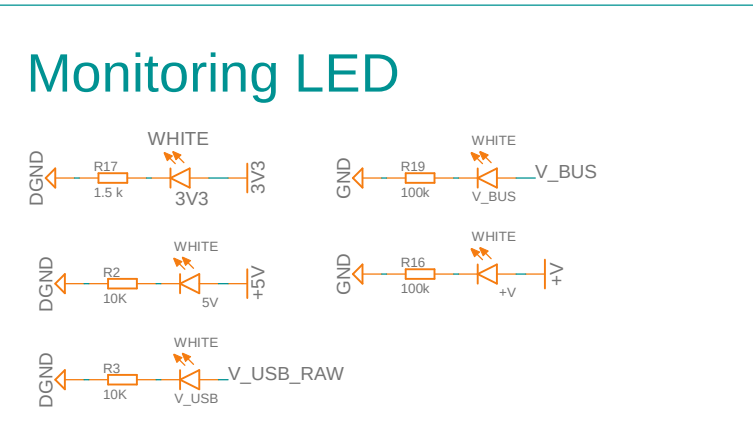 Monitoring LED
WHITE
DGND
R17
1.5 k
3V3
3V3
WHITE
GND
R19
100k
V_BUS
V_BUS
WHITE
DGND
R2
10K
5V
+5V
WHITE
GND
R16
100k
+V
+V
WHITE
DGND
R3
10K
V_USB
V_USB_RAW